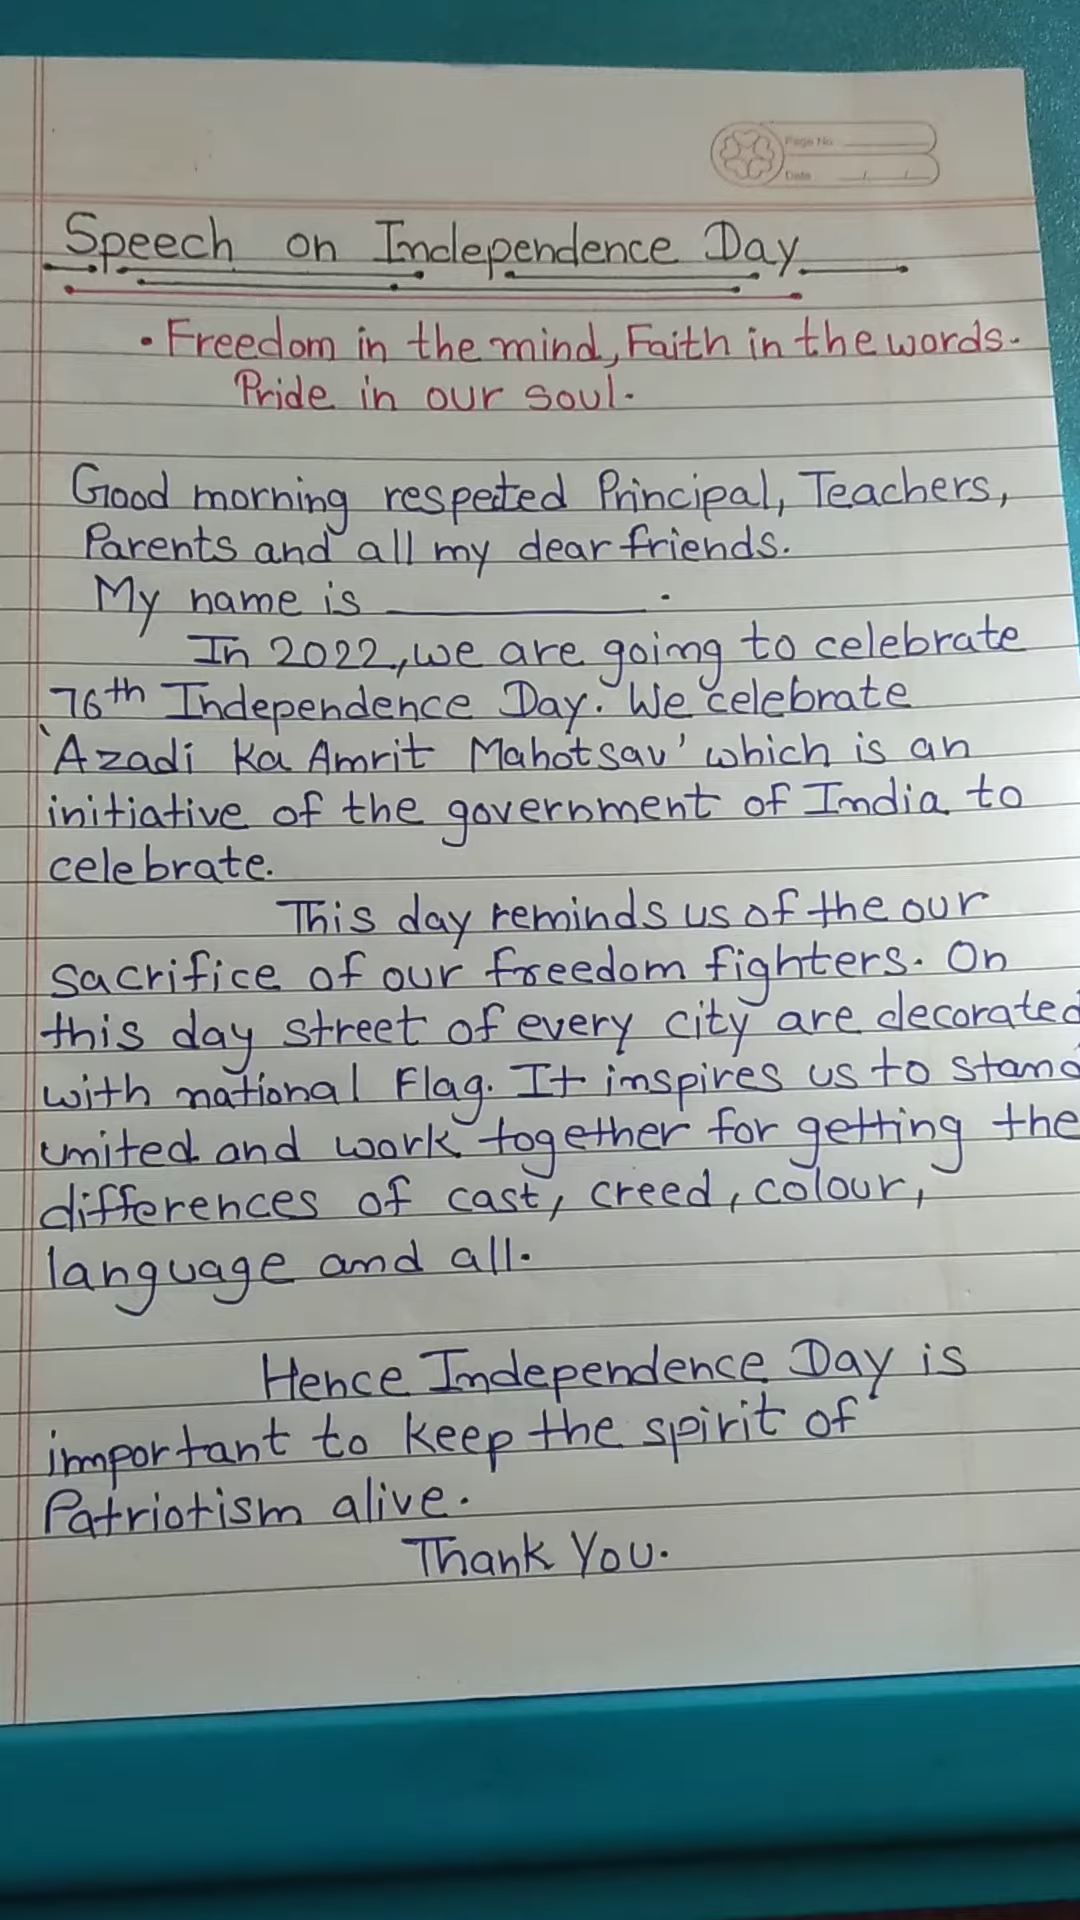 Page No.
Date / /
Speech on Independence Day
• Freedom in the mind, Faith in the words.
Pride in our soul.
Good morning respeted Principal, Teachers,
Parents and all my dear friends.
My name is __________.
In 2022, we are going to celebrate
76th Independence Day. We celebrate
'Azadi Ka Amrit Mahotsav' which is an
initiative of the government of India to
celebrate.
This day reminds us of the our
sacrifice of our freedom fighters. On
this day street of every city are decorated
with national Flag. It inspires us to stand
united and work together for getting the
differences of cast, creed, colour,
language and all.
Hence Independence Day is
important to keep the spirit of
Patriotism alive.
Thank You.